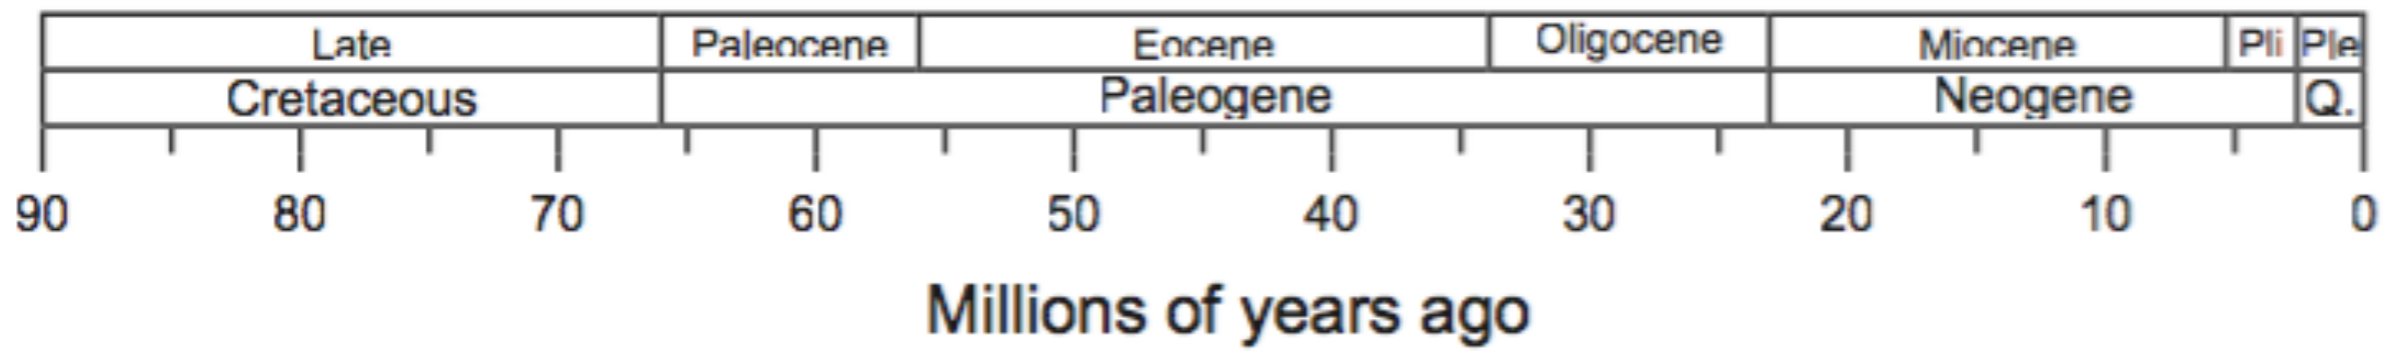 Late Paleocene Eocene Oligocene Miocene Pli Ple
Cretaceous Paleogene Neogene Q.
90 80 70 60 50 40 30 20 10 0
Millions of years ago